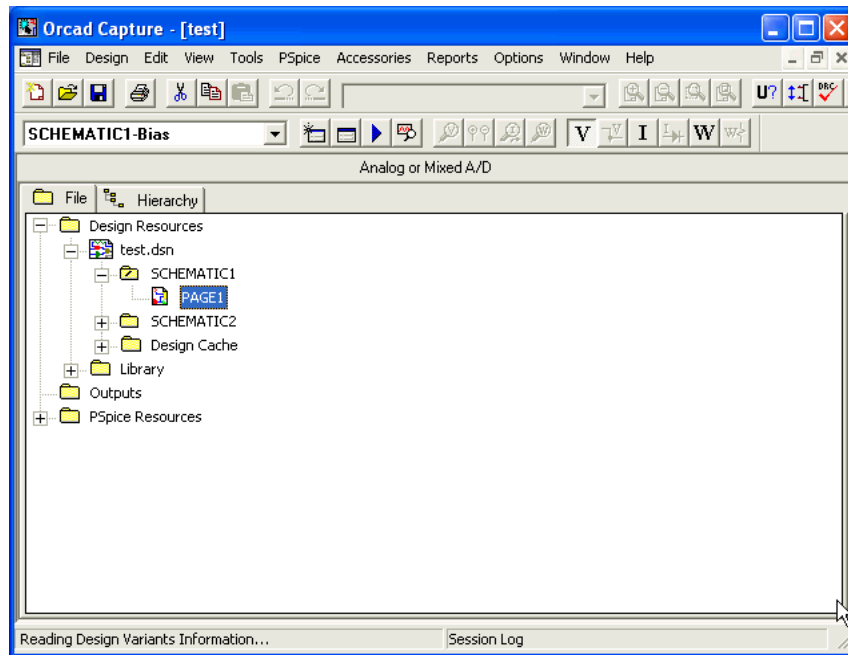 Orcad Capture - [test]
File Design Edit View Tools PSpice Accessories Reports Options Window Help
U? DRC
SCHEMATIC1-Bias V V I I W W
Analog or Mixed A/D
File Hierarchy
Design Resources
test.dsn
SCHEMATIC1
PAGE1
SCHEMATIC2
Design Cache
Library
Outputs
PSpice Resources
Reading Design Variants Information... Session Log